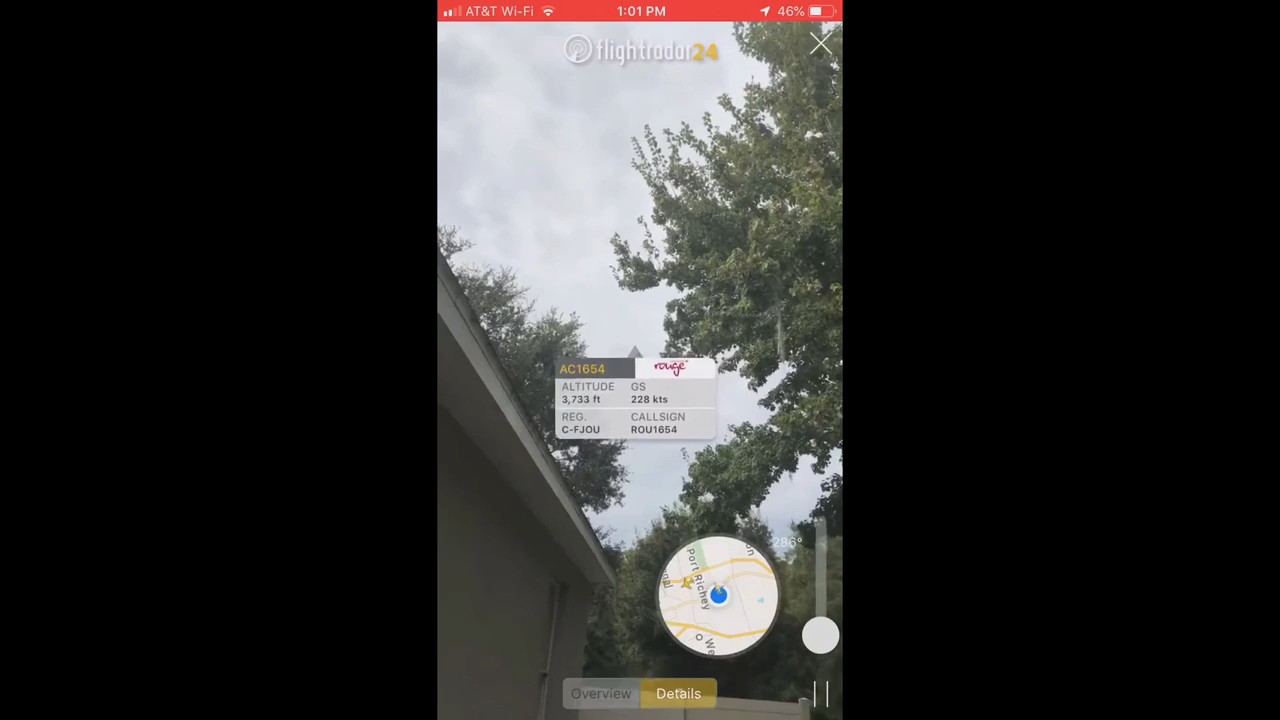 AT&T Wi-Fi 1:01 PM 46%
flightradar24
AC1654 rouge
ALTITUDE GS
3,733 ft 228 kts
REG. CALLSIGN
C-FJOU ROU1654
286°
Port Richey
Overview Details